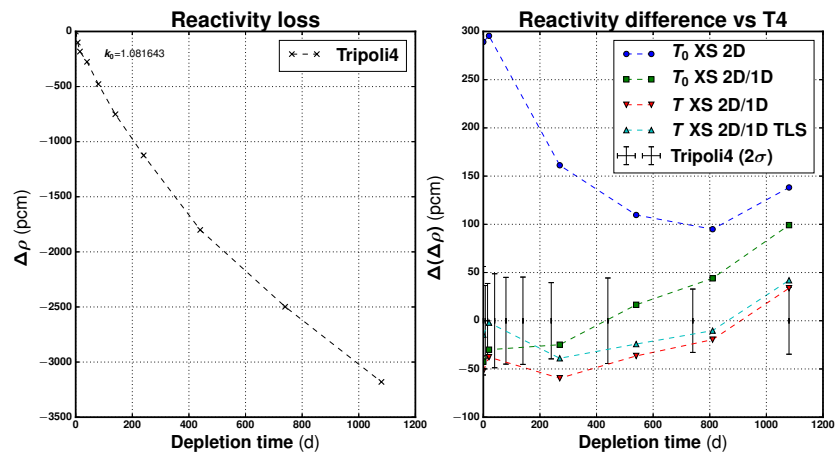 Reactivity loss
k₀=1.081643
Tripoli4
0
−500
−1000
−1500
−2000
−2500
−3000
−3500
0
200
400
600
800
1000
1200
Δρ (pcm)
Depletion time (d)
Reactivity difference vs T4
T₀ XS 2D
T₀ XS 2D/1D
T XS 2D/1D
T XS 2D/1D TLS
Tripoli4 (2σ)
300
250
200
150
100
50
0
−50
−100
0
200
400
600
800
1000
1200
Δ(Δρ) (pcm)
Depletion time (d)